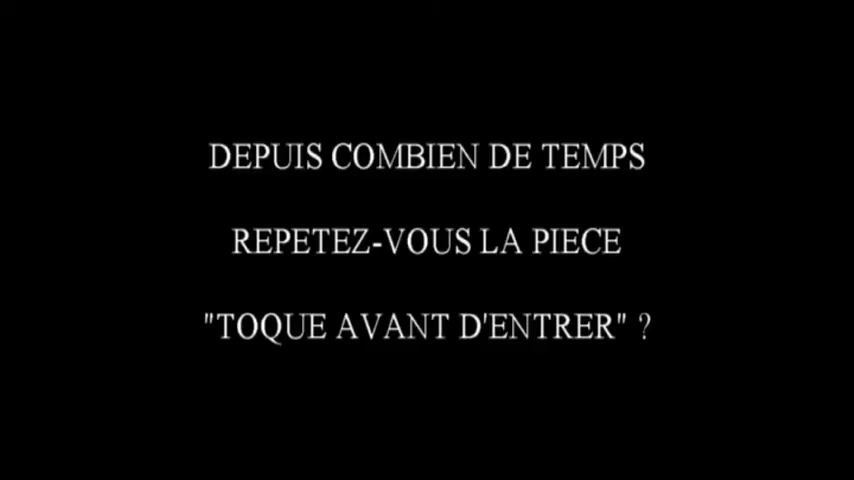 DEPUIS COMBIEN DE TEMPS
REPETEZ-VOUS LA PIECE
"TOQUE AVANT D'ENTRER" ?